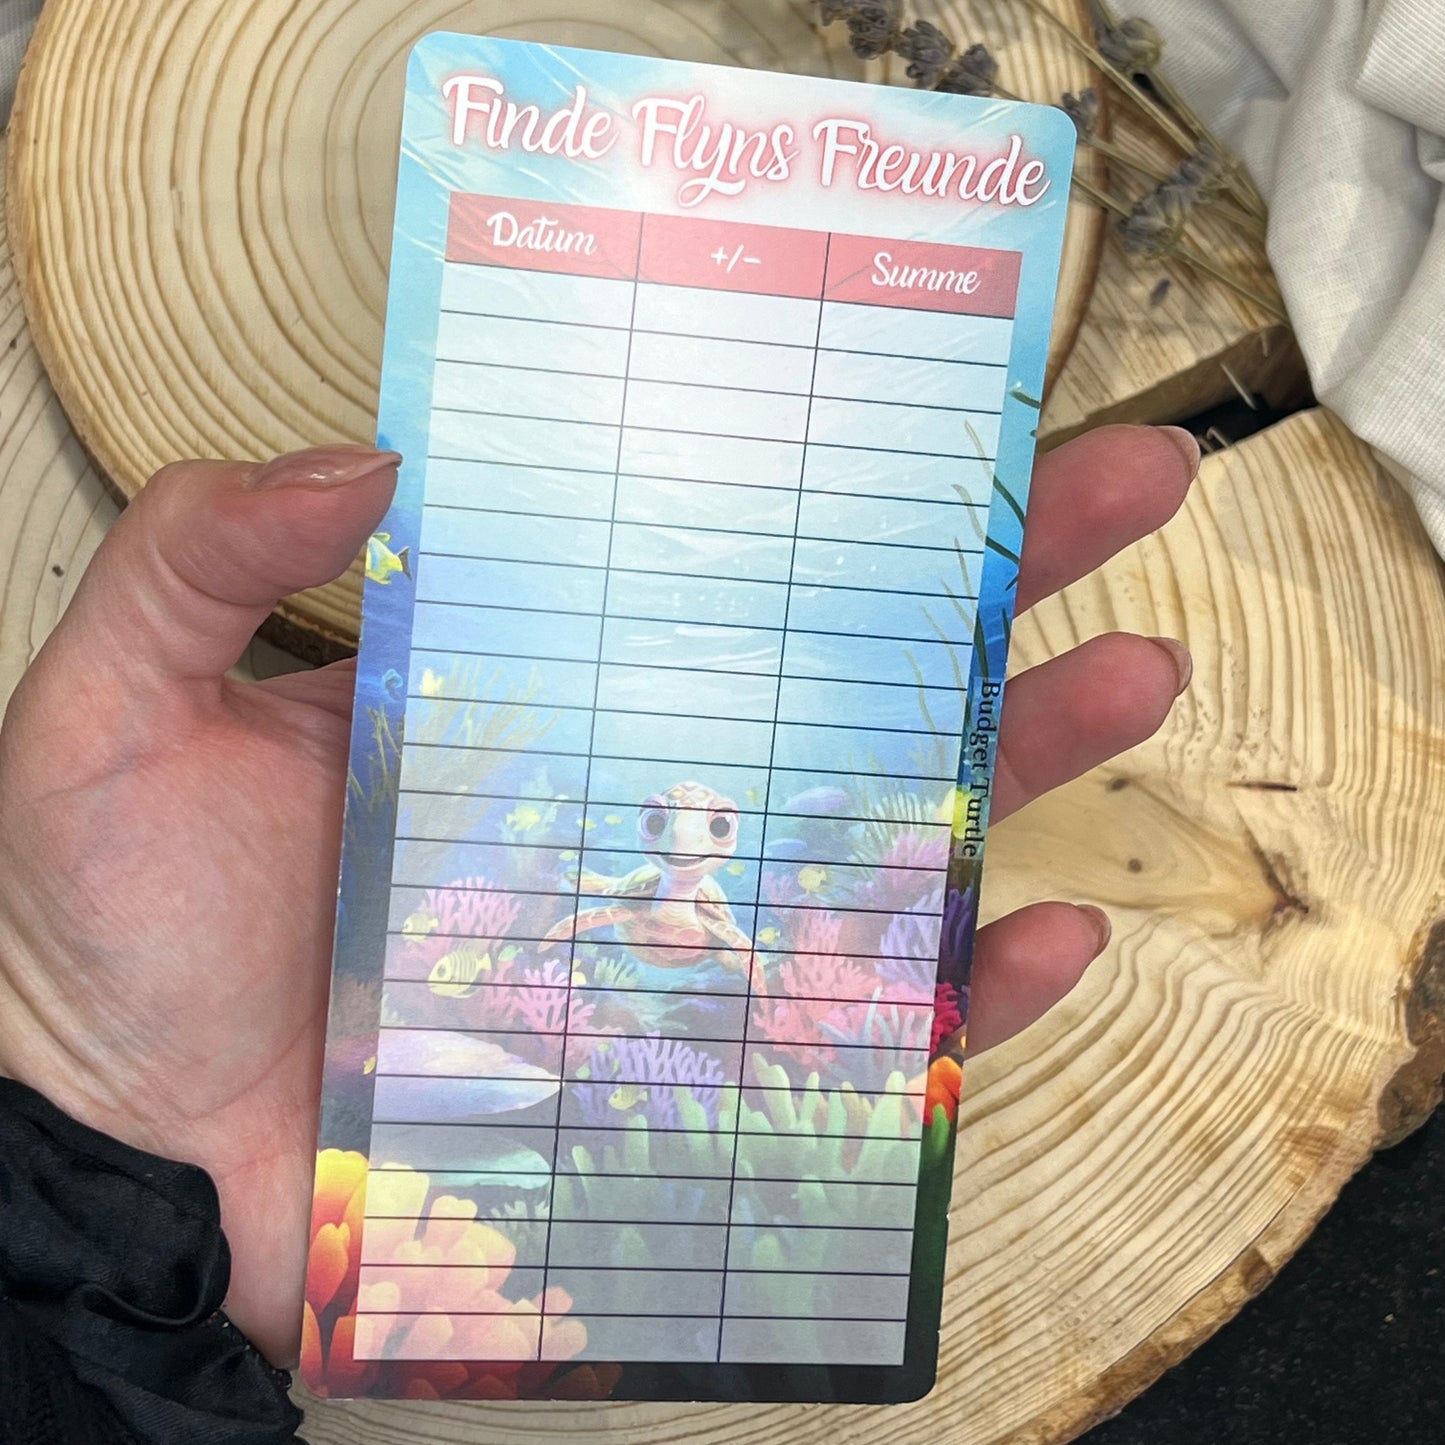 Finde Flyns Freunde
Datum +/- Summe
Budget Turtle